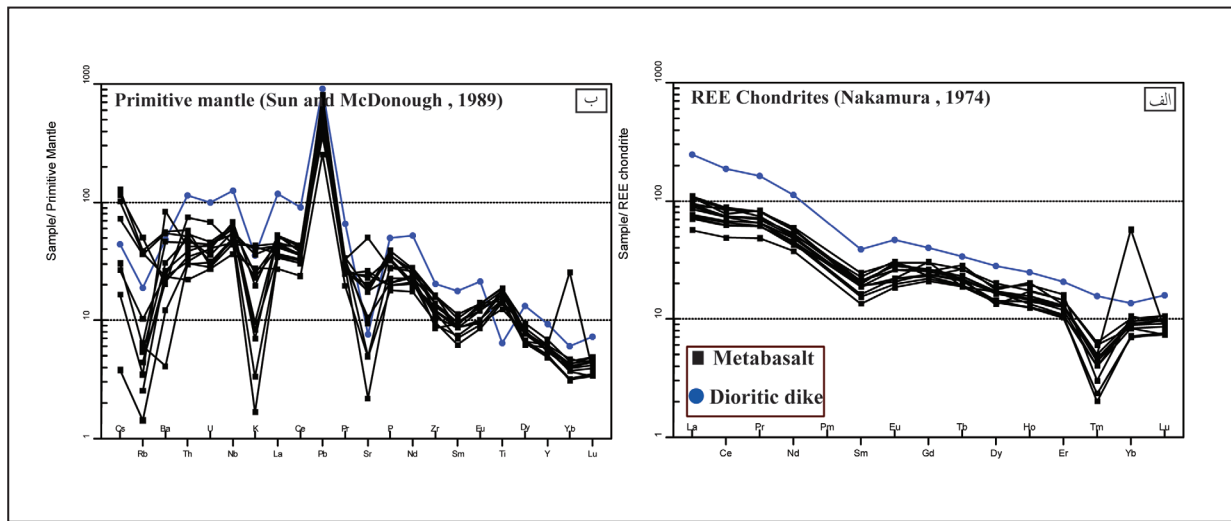 Primitive mantle (Sun and McDonough , 1989)
ب
Sample/ Primitive Mantle
1000
100
10
1
Cs Rb Ba Th U Nb K La Ce Pb Pr Sr P Nd Zr Sm Eu Ti Dy Y Yb Lu
REE Chondrites (Nakamura , 1974)
الف
Sample/ REE chondrite
1000
100
10
1
La Ce Pr Nd Pm Sm Eu Gd Tb Dy Ho Er Tm Yb Lu
Metabasalt
Dioritic dike